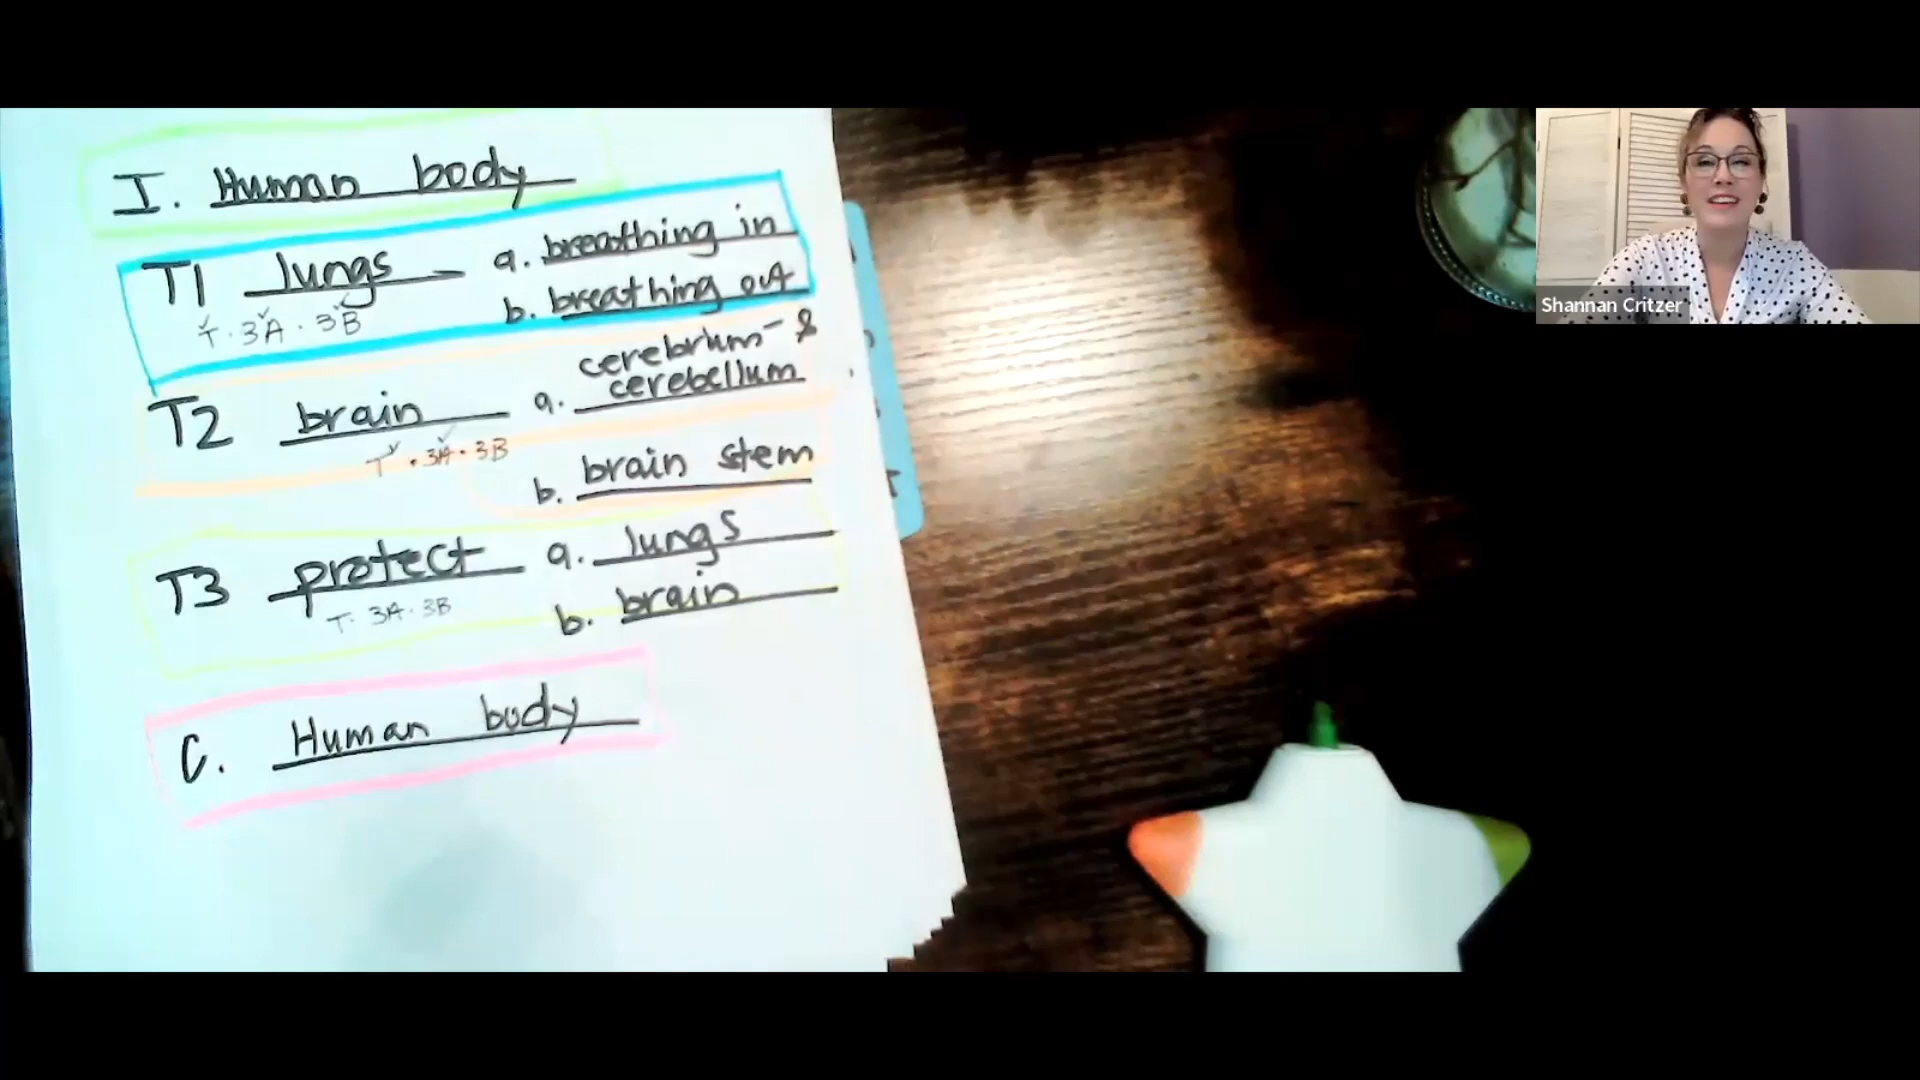 I. Human body
T1 lungs a. breathing in
b. breathing out
T · 3A · 3B
cerebrum &
T2 brain a. cerebellum
T · 3A · 3B
b. brain stem
T3 protect a. lungs
T · 3A · 3B
b. brain
C. Human body
Shannan Critzer